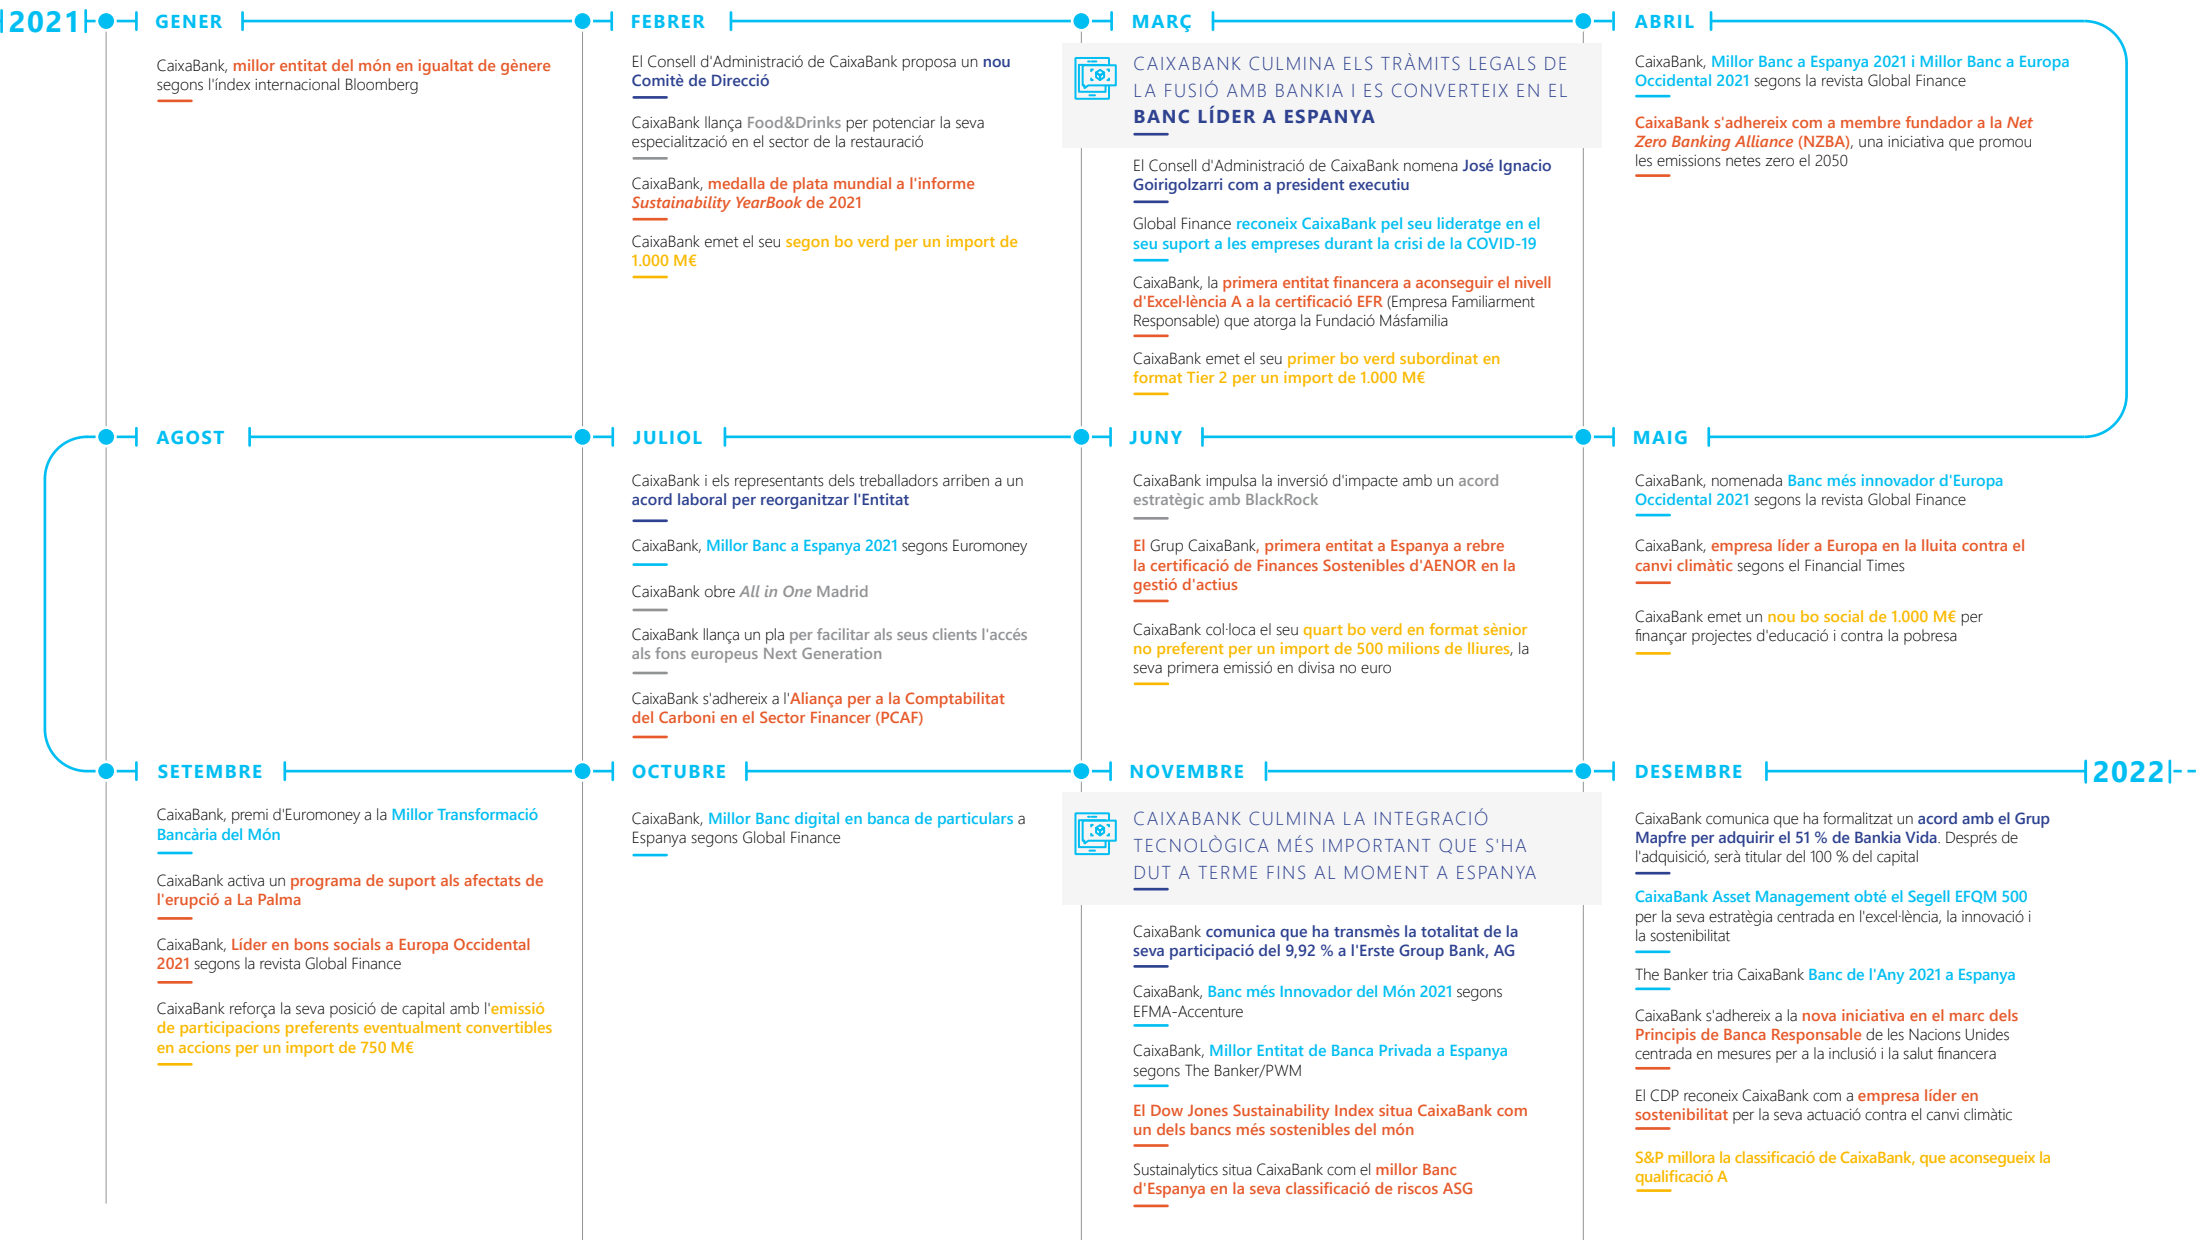 2021
GENER
CaixaBank, millor entitat del món en igualtat de gènere
segons l'índex internacional Bloomberg
FEBRER
El Consell d'Administració de CaixaBank proposa un nou
Comitè de Direcció
CaixaBank llança Food&Drinks per potenciar la seva
especialització en el sector de la restauració
CaixaBank, medalla de plata mundial a l'informe
Sustainability YearBook de 2021
CaixaBank emet el seu segon bo verd per un import de
1.000 M€
MARÇ
CAIXABANK CULMINA ELS TRÀMITS LEGALS DE
LA FUSIÓ AMB BANKIA I ES CONVERTEIX EN EL
BANC LÍDER A ESPANYA
El Consell d'Administració de CaixaBank nomena José Ignacio
Goirigolzarri com a president executiu
Global Finance reconeix CaixaBank pel seu lideratge en el
seu suport a les empreses durant la crisi de la COVID-19
CaixaBank, la primera entitat financera a aconseguir el nivell
d'Excel·lència A a la certificació EFR (Empresa Familiarment
Responsable) que atorga la Fundació Másfamilia
CaixaBank emet el seu primer bo verd subordinat en
format Tier 2 per un import de 1.000 M€
ABRIL
CaixaBank, Millor Banc a Espanya 2021 i Millor Banc a Europa
Occidental 2021 segons la revista Global Finance
CaixaBank s'adhereix com a membre fundador a la Net
Zero Banking Alliance (NZBA), una iniciativa que promou
les emissions netes zero el 2050
MAIG
CaixaBank, nomenada Banc més innovador d'Europa
Occidental 2021 segons la revista Global Finance
CaixaBank, empresa líder a Europa en la lluita contra el
canvi climàtic segons el Financial Times
CaixaBank emet un nou bo social de 1.000 M€ per
finançar projectes d'educació i contra la pobresa
JUNY
CaixaBank impulsa la inversió d'impacte amb un acord
estratègic amb BlackRock
El Grup CaixaBank, primera entitat a Espanya a rebre
la certificació de Finances Sostenibles d'AENOR en la
gestió d'actius
CaixaBank col·loca el seu quart bo verd en format sènior
no preferent per un import de 500 milions de lliures, la
seva primera emissió en divisa no euro
JULIOL
CaixaBank i els representants dels treballadors arriben a un
acord laboral per reorganitzar l'Entitat
CaixaBank, Millor Banc a Espanya 2021 segons Euromoney
CaixaBank obre All in One Madrid
CaixaBank llança un pla per facilitar als seus clients l'accés
als fons europeus Next Generation
CaixaBank s'adhereix a l'Aliança per a la Comptabilitat
del Carboni en el Sector Financer (PCAF)
AGOST
SETEMBRE
CaixaBank, premi d'Euromoney a la Millor Transformació
Bancària del Món
CaixaBank activa un programa de suport als afectats de
l'erupció a La Palma
CaixaBank, Líder en bons socials a Europa Occidental
2021 segons la revista Global Finance
CaixaBank reforça la seva posició de capital amb l'emissió
de participacions preferents eventualment convertibles
en accions per un import de 750 M€
OCTUBRE
CaixaBank, Millor Banc digital en banca de particulars a
Espanya segons Global Finance
NOVEMBRE
CAIXABANK CULMINA LA INTEGRACIÓ
TECNOLÒGICA MÉS IMPORTANT QUE S'HA
DUT A TERME FINS AL MOMENT A ESPANYA
CaixaBank comunica que ha transmès la totalitat de la
seva participació del 9,92 % a l'Erste Group Bank, AG
CaixaBank, Banc més Innovador del Món 2021 segons
EFMA-Accenture
CaixaBank, Millor Entitat de Banca Privada a Espanya
segons The Banker/PWM
El Dow Jones Sustainability Index situa CaixaBank com
un dels bancs més sostenibles del món
Sustainalytics situa CaixaBank com el millor Banc
d'Espanya en la seva classificació de riscos ASG
DESEMBRE
2022
CaixaBank comunica que ha formalitzat un acord amb el Grup
Mapfre per adquirir el 51 % de Bankia Vida. Després de
l'adquisició, serà titular del 100 % del capital
CaixaBank Asset Management obté el Segell EFQM 500
per la seva estratègia centrada en l'excel·lència, la innovació i
la sostenibilitat
The Banker tria CaixaBank Banc de l'Any 2021 a Espanya
CaixaBank s'adhereix a la nova iniciativa en el marc dels
Principis de Banca Responsable de les Nacions Unides
centrada en mesures per a la inclusió i la salut financera
El CDP reconeix CaixaBank com a empresa líder en
sostenibilitat per la seva actuació contra el canvi climàtic
S&P millora la classificació de CaixaBank, que aconsegueix la
qualificació A